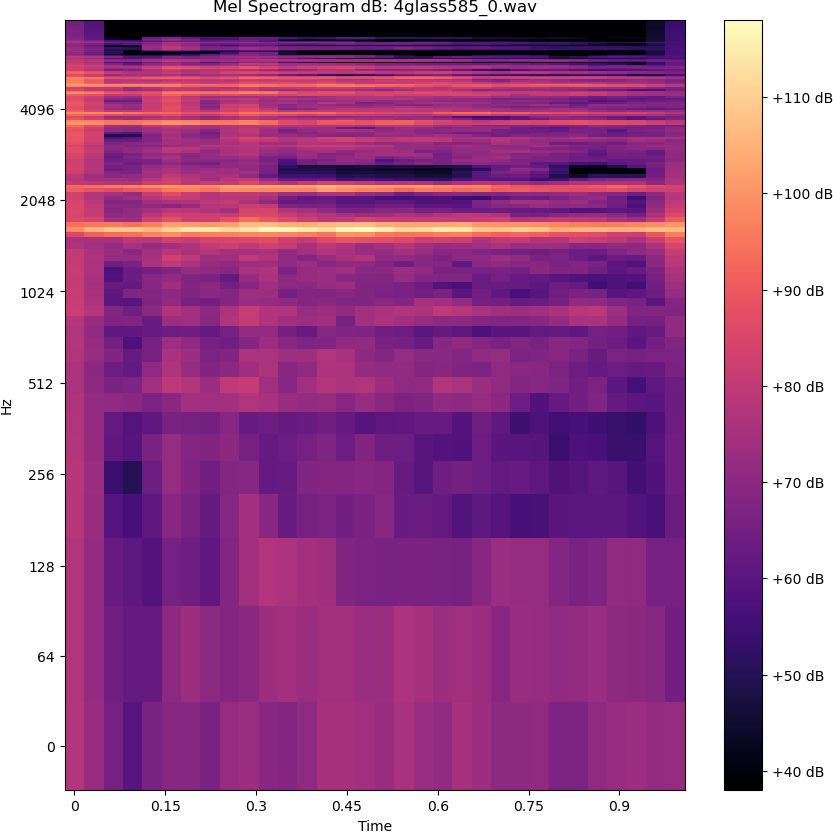 Mel Spectrogram dB: 4glass585_0.wav
4096
2048
1024
512
256
128
64
0
Hz
0 0.15 0.3 0.45 0.6 0.75 0.9
Time
+110 dB
+100 dB
+90 dB
+80 dB
+70 dB
+60 dB
+50 dB
+40 dB